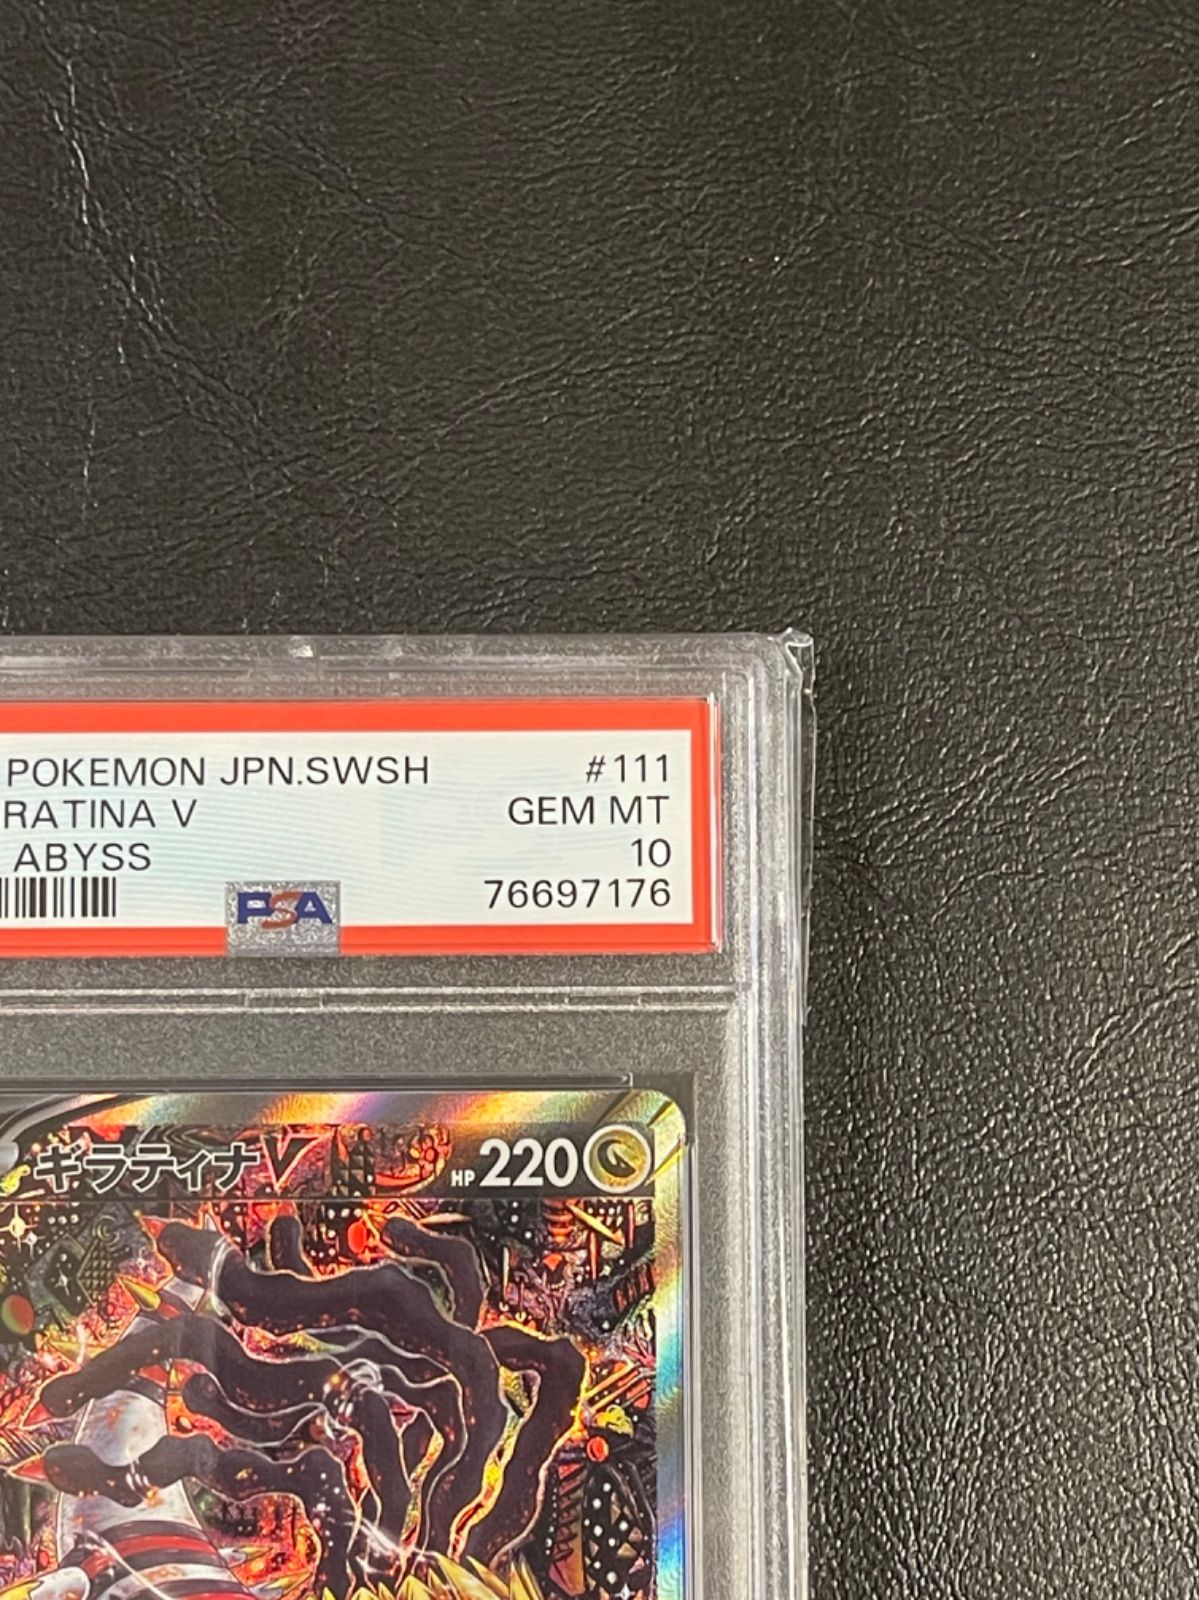 POKEMON JPN.SWSH #111
RATINA V GEM MT
ABYSS 10
PSA 76697176
ギラティナV HP 220